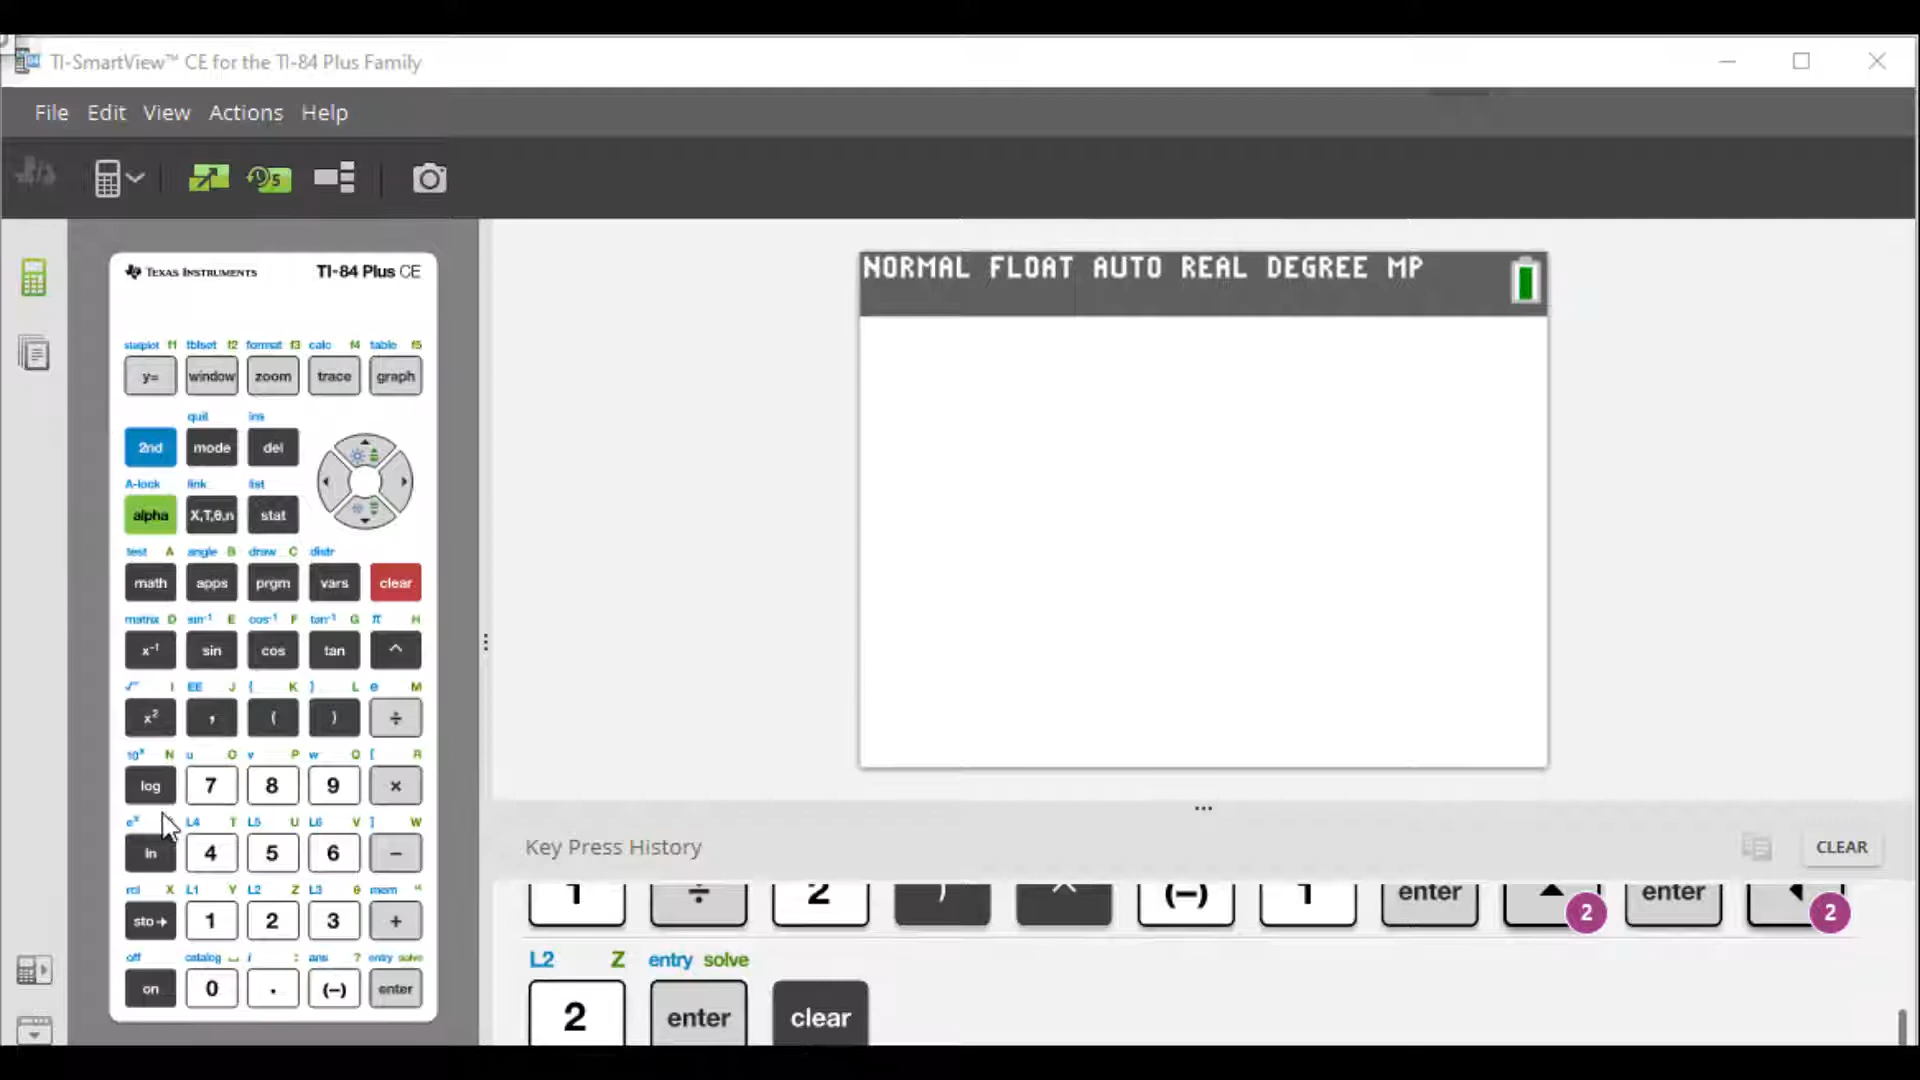 TI-SmartView™ CE for the TI-84 Plus Family
File Edit View Actions Help
5
TEXAS INSTRUMENTS TI-84 Plus CE
NORMAL FLOAT AUTO REAL DEGREE MP
statplot f1 tblset f2 format f3 calc f4 table f5
y= window zoom trace graph
quit ins
2nd mode del
A-lock link list
alpha X,T,θ,n stat
test A angle B draw C distr
math apps prgm vars clear
matrix D sin⁻¹ E cos⁻¹ F tan⁻¹ G π H
x⁻¹ sin cos tan ^
√ I EE J { K } L e M
x² , ( ) ÷
10ˣ N u O v P w Q [ R
log 7 8 9 ×
eˣ L4 T L5 U L6 V ] W
ln 4 5 6 −
rcl X L1 Y L2 Z L3 θ mem "
sto→ 1 2 3 +
off catalog ⎵ i : ans ? entry solve
on 0 . (−) enter
Key Press History CLEAR
1 ÷ 2 ) ^ (−) 1 enter 2 enter 2
L2 Z entry solve
2 enter clear